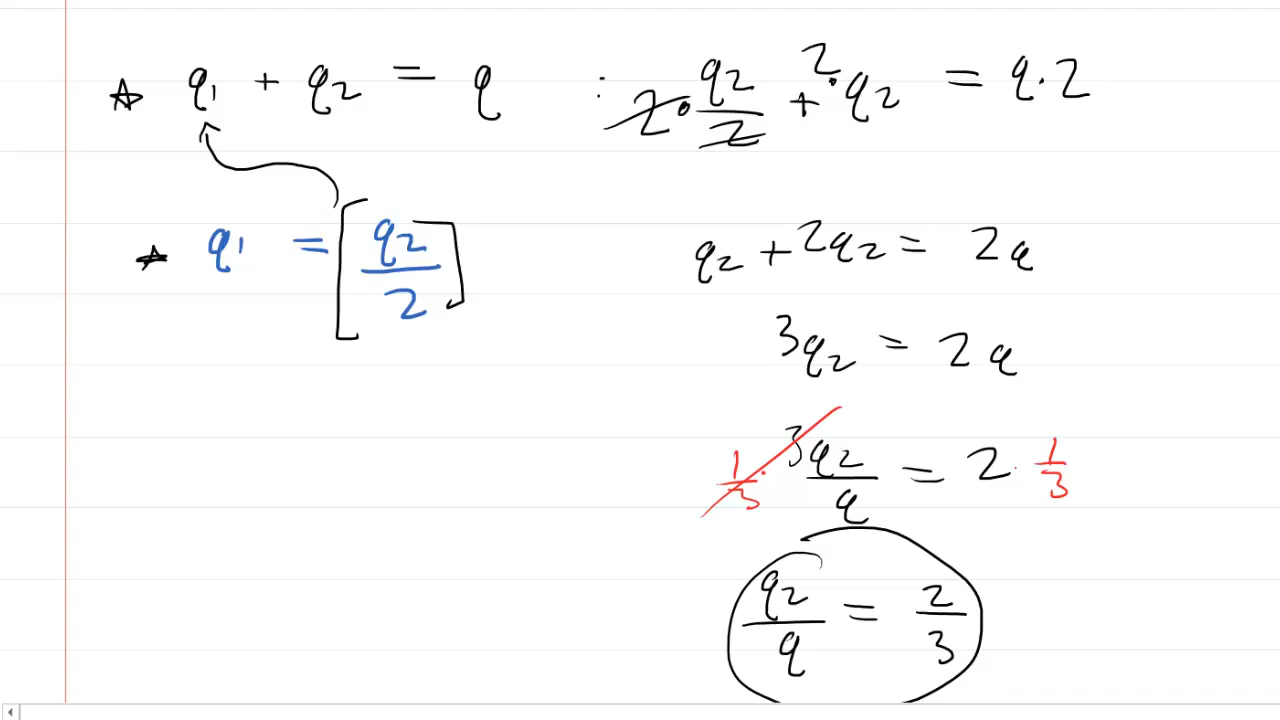 ☆ q1 + q2 = q : 2 • q2/2 + 2 • q2 = q • 2
☆ q1 = [q2/2]
q2 + 2q2 = 2q
3q2 = 2q
1/3 • 3q2/q = 2 • 1/3
q2/q = 2/3